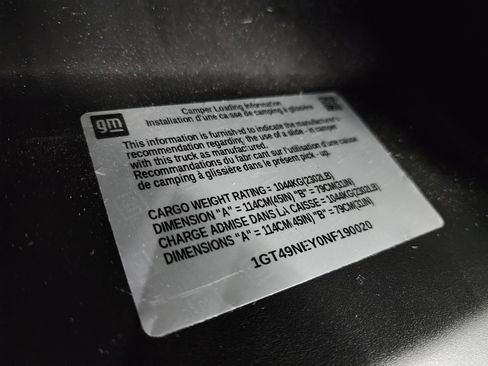 gm
Camper Loading Information
Installation d'une caisse de camping à glissière
This information is furnished to indicate the manufacturer's
recommendation regarding the use of a slide - in camper
with this truck as manufactured.
Recommandations du fabricant sur l'utilisation d'une caisse
de camping à glissière dans le présent pick - up.
CARGO WEIGHT RATING = 1044KG(2302LB)
DIMENSION "A" = 114CM(45IN) "B" = 79CM(31IN)
CHARGE ADMISE DANS LA CAISSE = 1044KG(2302LB)
DIMENSIONS "A" = 114CM(45IN) "B" = 79CM(31IN)
1GT49NEY0NF190020